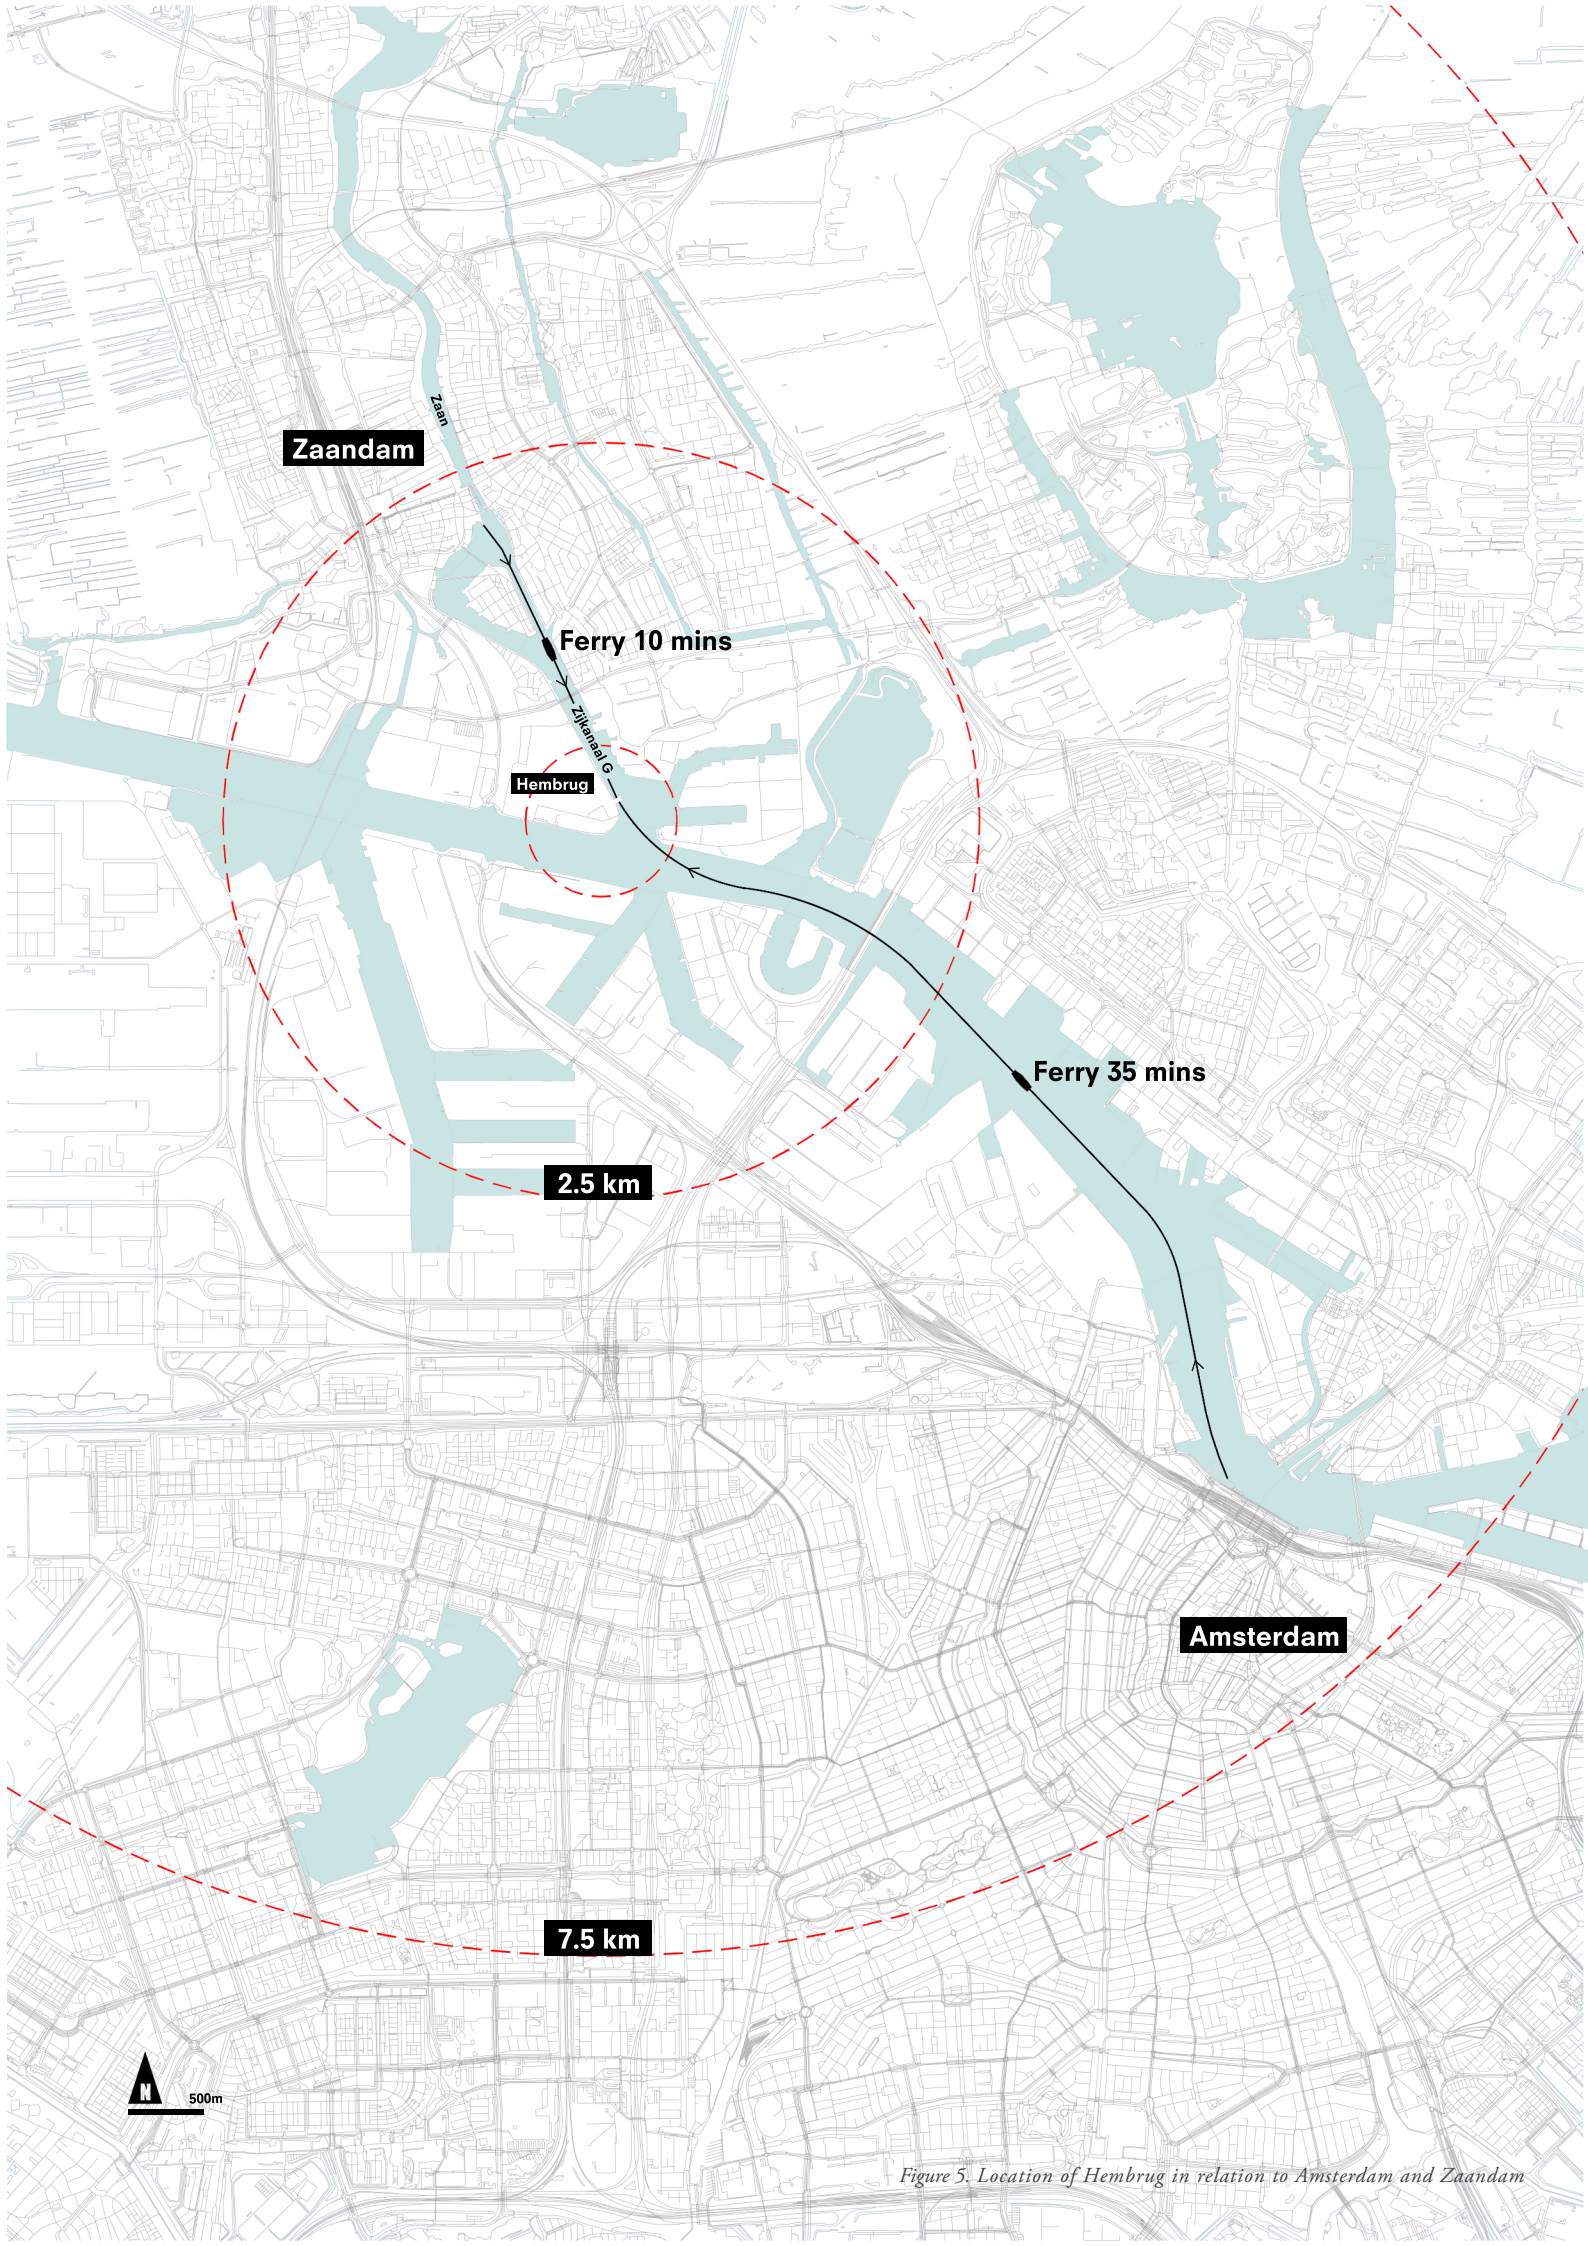 Zaan
Zaandam
Ferry 10 mins
Zijkanaal G
Hembrug
Ferry 35 mins
2.5 km
Amsterdam
7.5 km
N
500m
Figure 5. Location of Hembrug in relation to Amsterdam and Zaandam